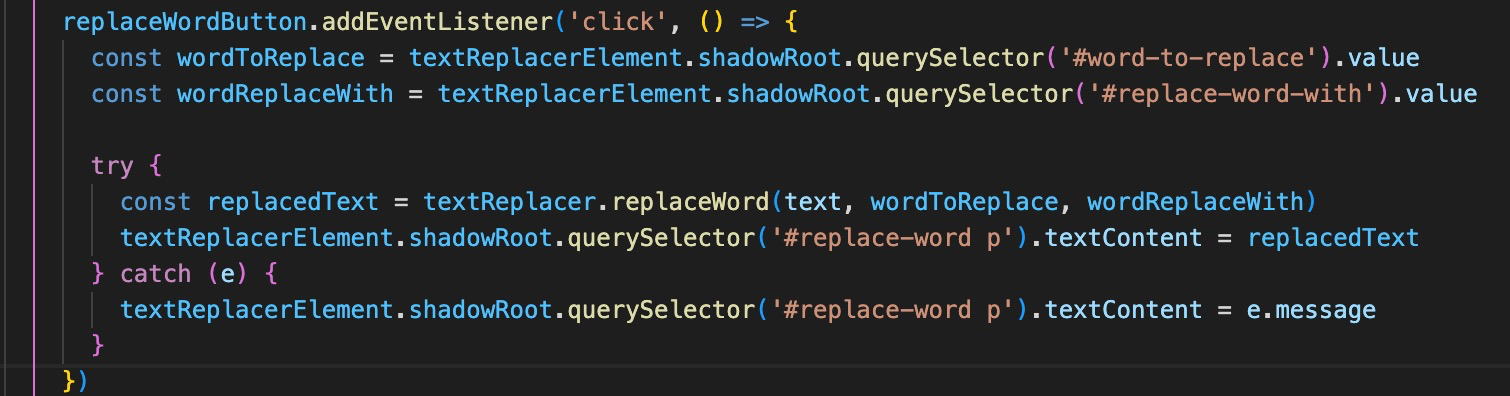 replaceWordButton.addEventListener('click', () => {
const wordToReplace = textReplacerElement.shadowRoot.querySelector('#word-to-replace').value
const wordReplaceWith = textReplacerElement.shadowRoot.querySelector('#replace-word-with').value
try {
const replacedText = textReplacer.replaceWord(text, wordToReplace, wordReplaceWith)
textReplacerElement.shadowRoot.querySelector('#replace-word p').textContent = replacedText
} catch (e) {
textReplacerElement.shadowRoot.querySelector('#replace-word p').textContent = e.message
}
})